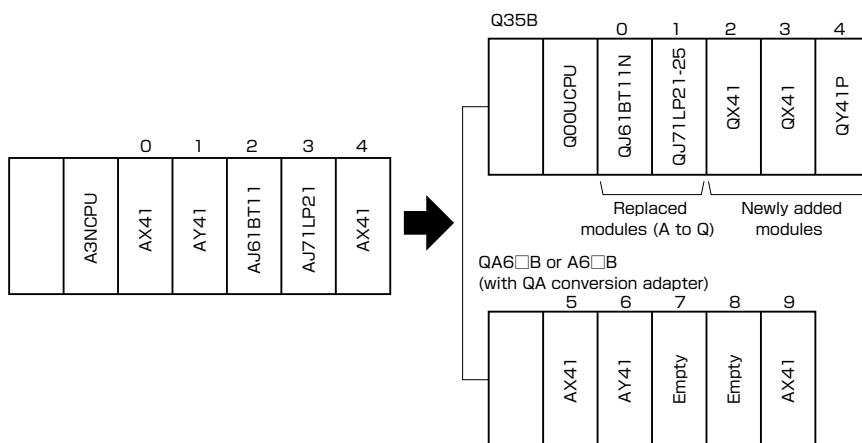 0 1 2 3 4
A3NCPU
AX41
AY41
AJ61BT11
AJ71LP21
AX41
Q35B
0 1 2 3 4
Q00UCPU
QJ61BT11N
QJ71LP21-25
QX41
QX41
QY41P
Replaced
modules (A to Q)
Newly added
modules
QA6□B or A6□B
(with QA conversion adapter)
5 6 7 8 9
AX41
AY41
Empty
Empty
AX41